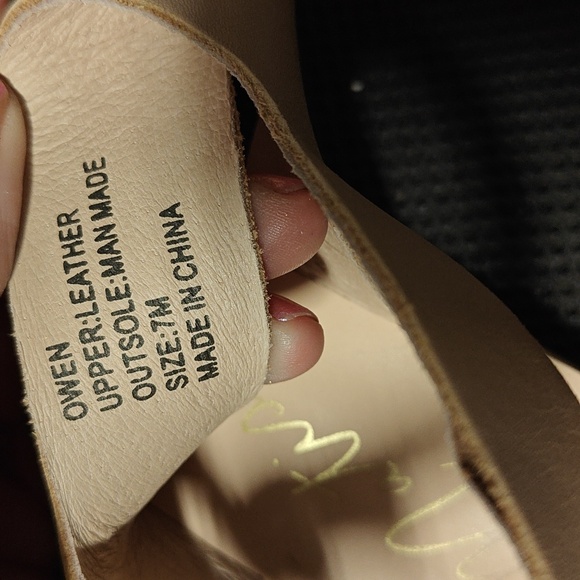 OWEN
UPPER:LEATHER
OUTSOLE:MAN MADE
SIZE:7M
MADE IN CHINA